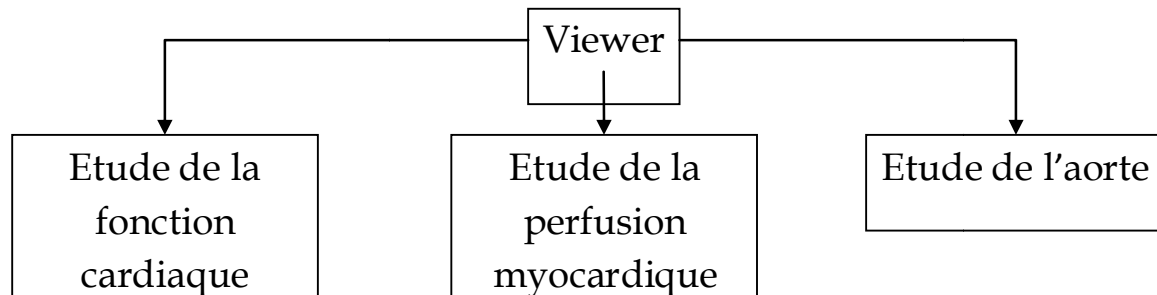 Viewer
Etude de la
fonction
cardiaque
Etude de la
perfusion
myocardique
Etude de l’aorte